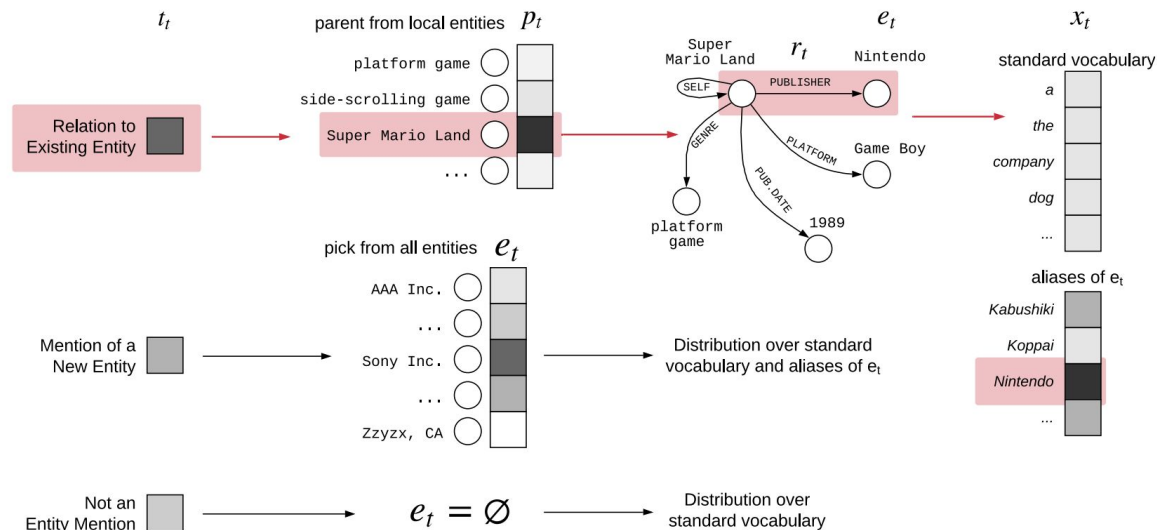 t_t
parent from local entities p_t
platform game
side-scrolling game
Super Mario Land
...
Relation to
Existing Entity
Super
Mario Land
r_t
e_t
Nintendo
SELF
PUBLISHER
GENRE
PLATFORM
PUB.DATE
Game Boy
platform
game
1989
x_t
standard vocabulary
a
the
company
dog
...
aliases of e_t
Kabushiki
Koppai
Nintendo
...
pick from all entities e_t
AAA Inc.
...
Sony Inc.
...
Zzyzx, CA
Mention of a
New Entity
Distribution over standard
vocabulary and aliases of e_t
Not an
Entity Mention
e_t = ∅
Distribution over
standard vocabulary